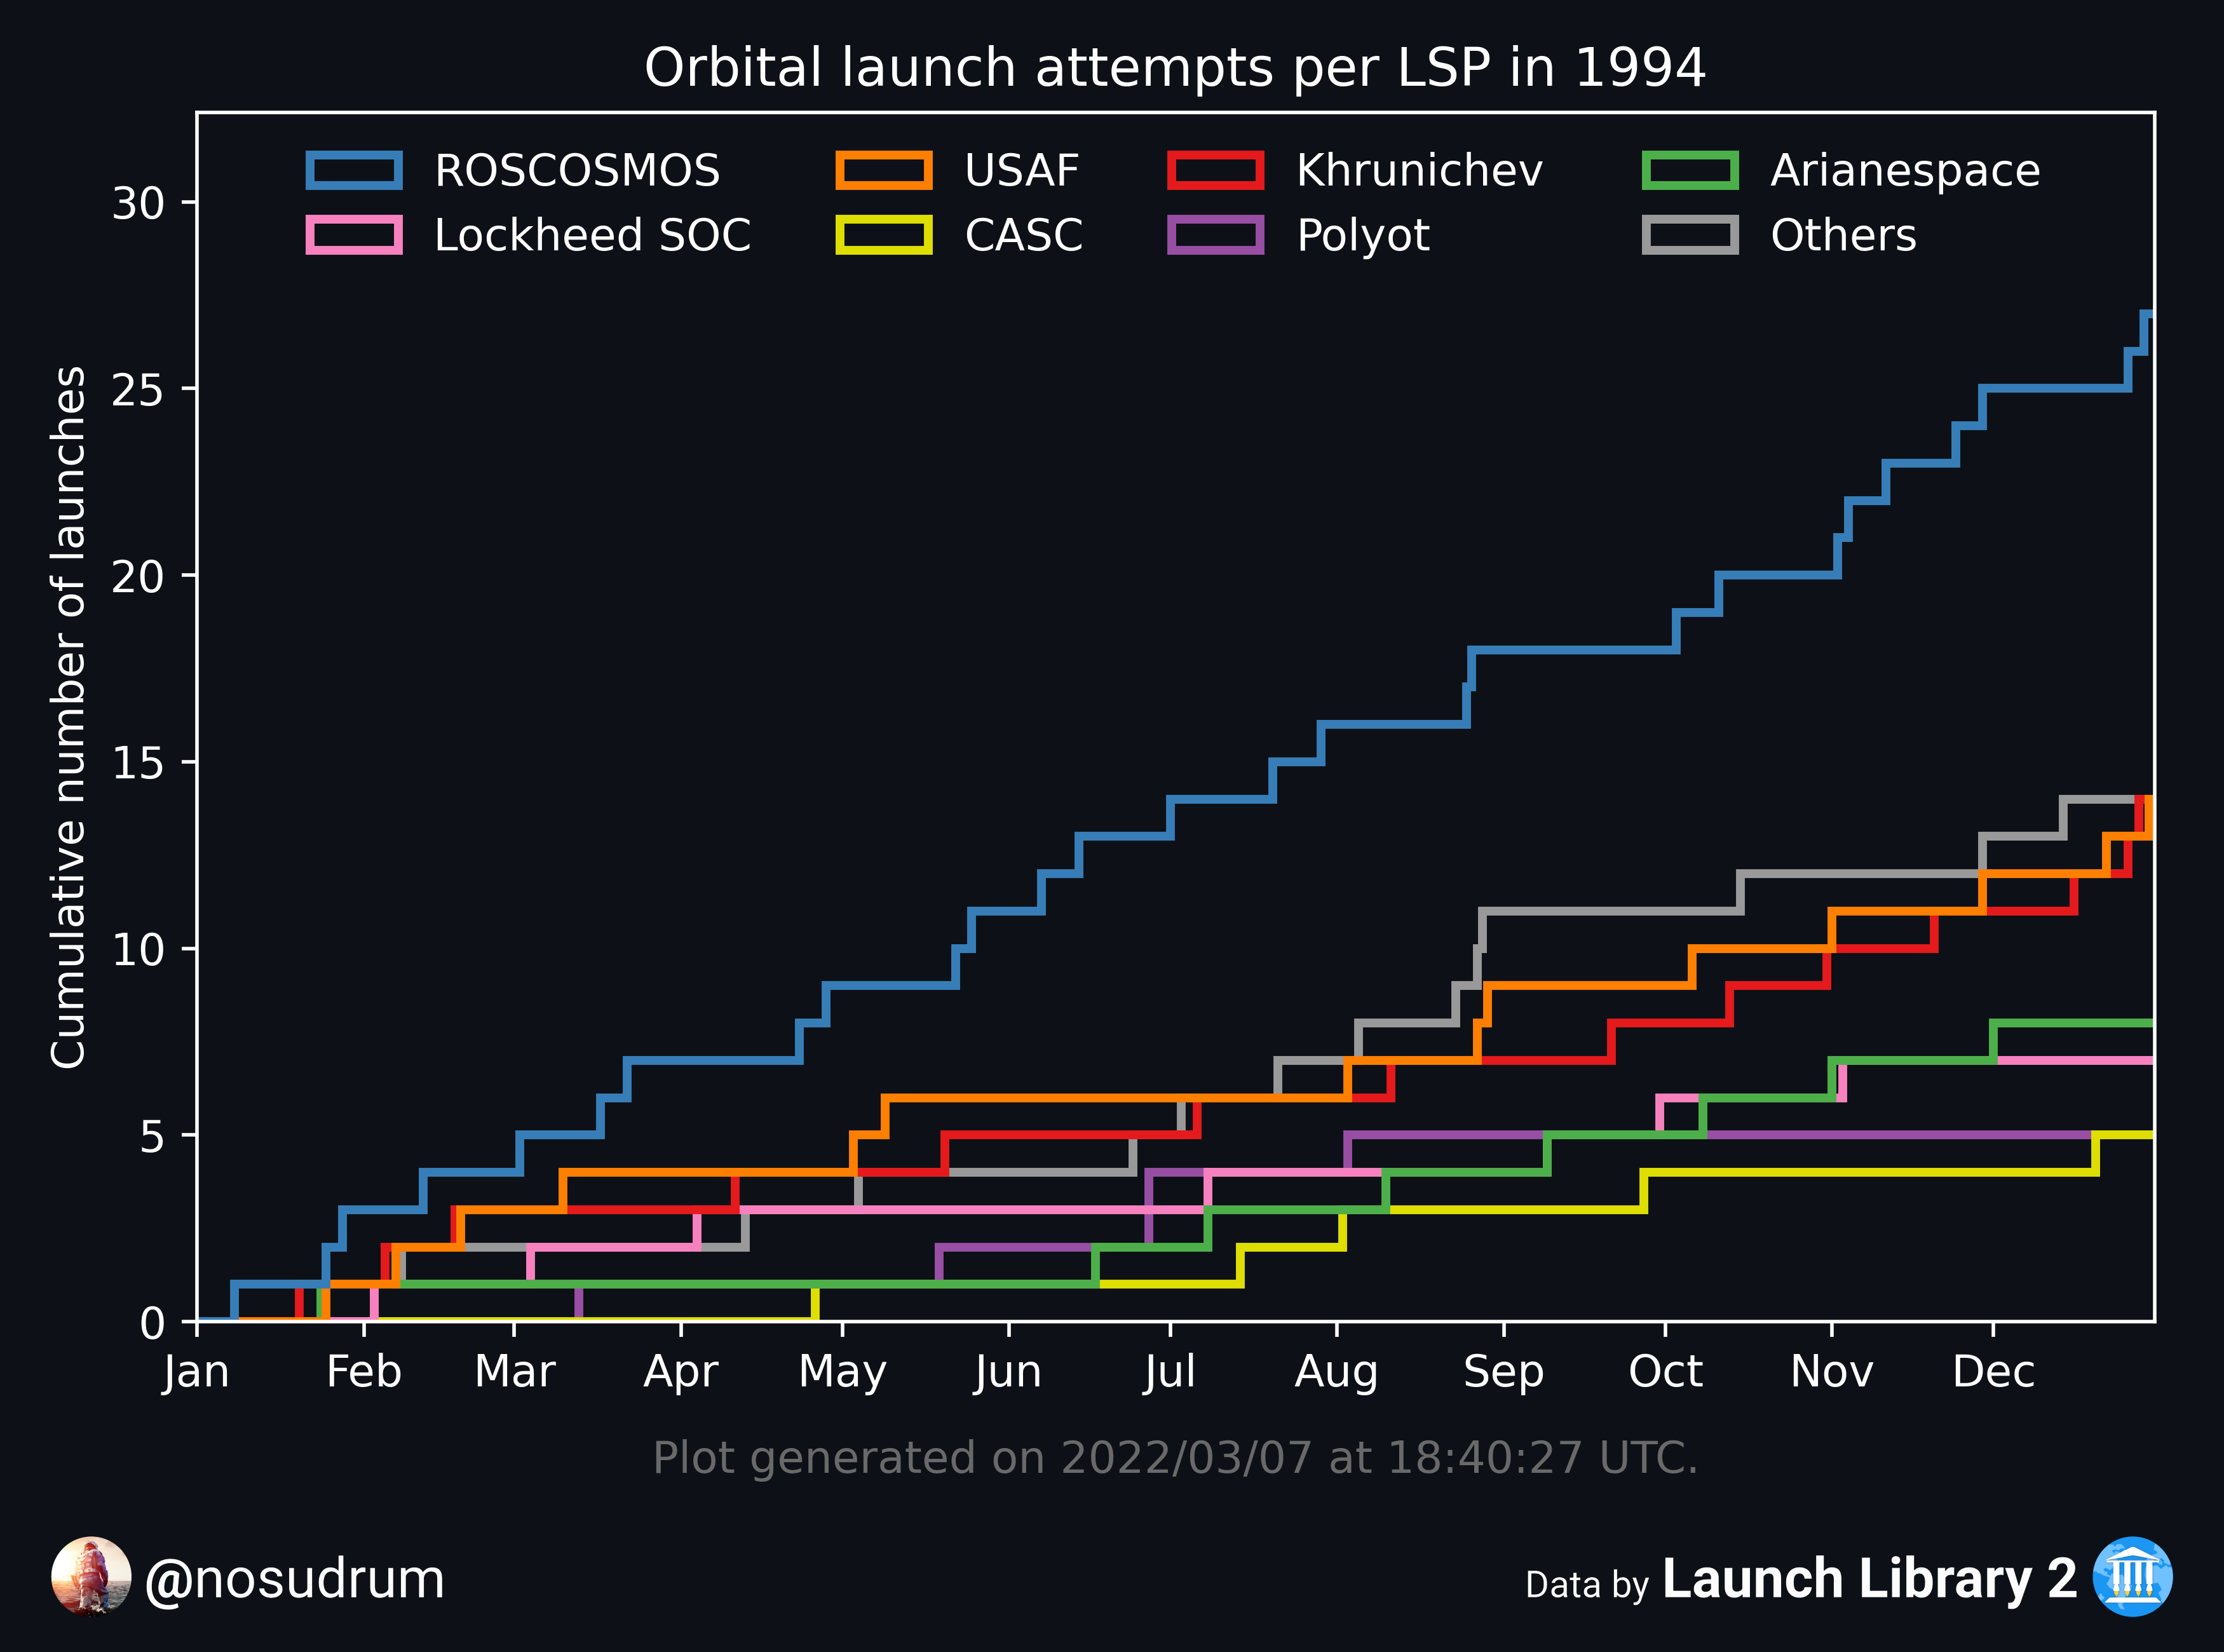 Orbital launch attempts per LSP in 1994
ROSCOSMOS USAF Khrunichev Arianespace
Lockheed SOC CASC Polyot Others
Cumulative number of launches
30
25
20
15
10
5
0
Jan Feb Mar Apr May Jun Jul Aug Sep Oct Nov Dec
Plot generated on 2022/03/07 at 18:40:27 UTC.
@nosudrum
Data by Launch Library 2